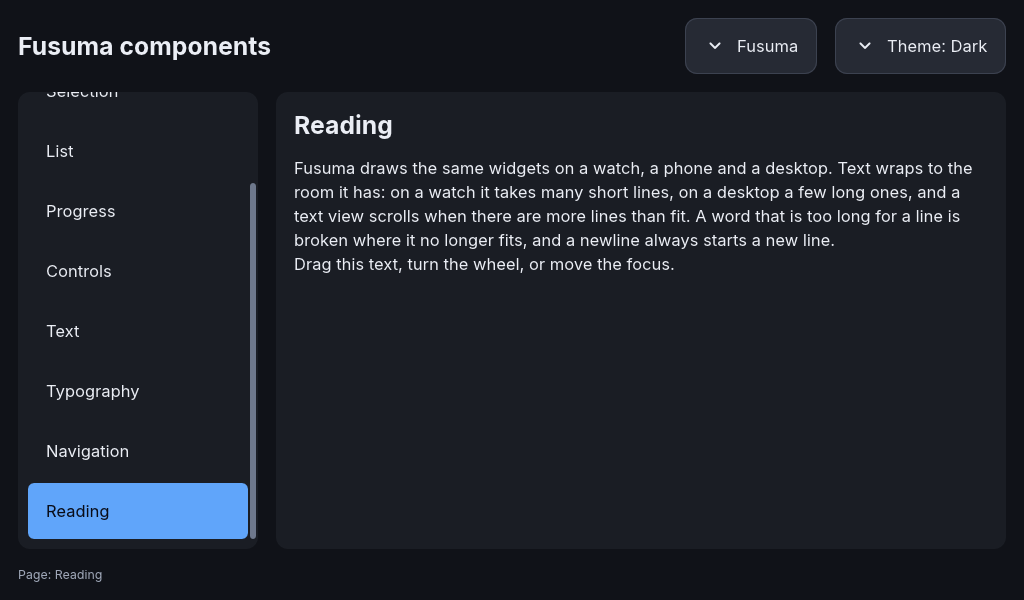 Fusuma components
Fusuma
Theme: Dark
Selection
List
Progress
Controls
Text
Typography
Navigation
Reading
Reading
Fusuma draws the same widgets on a watch, a phone and a desktop. Text wraps to the
room it has: on a watch it takes many short lines, on a desktop a few long ones, and a
text view scrolls when there are more lines than fit. A word that is too long for a line is
broken where it no longer fits, and a newline always starts a new line.
Drag this text, turn the wheel, or move the focus.
Page: Reading